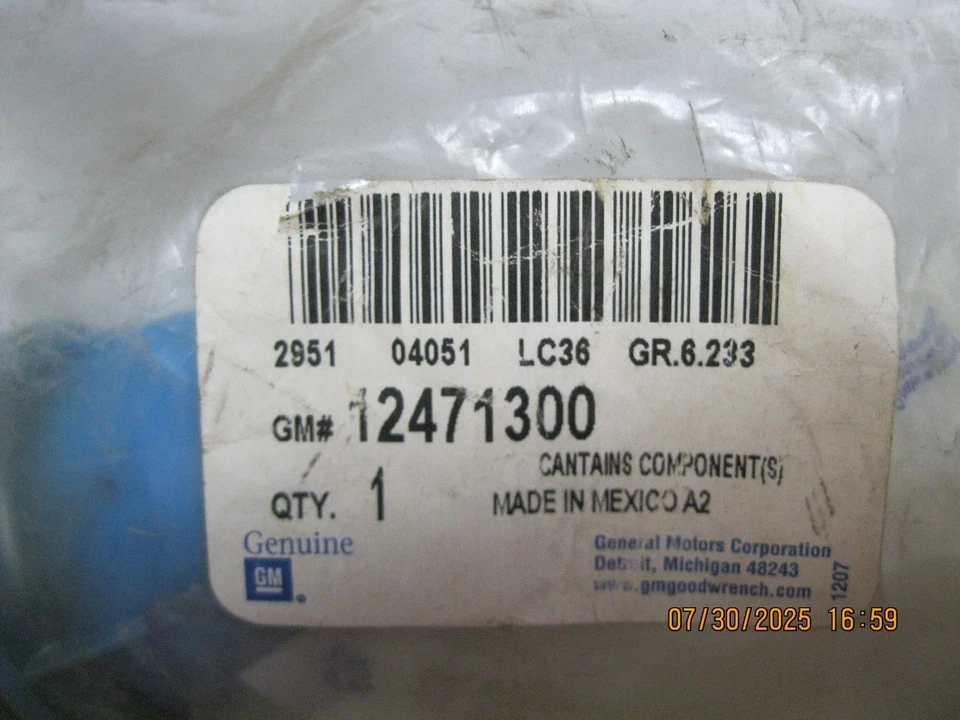 2951 04051 LC36 GR.6.233
GM# 12471300
CANTAINS COMPONENT(S)
QTY. 1 MADE IN MEXICO A2
Genuine
GM
General Motors Corporation
Detroit, Michigan 48243
www.gmgoodwrench.com
1207
07/30/2025 16:59